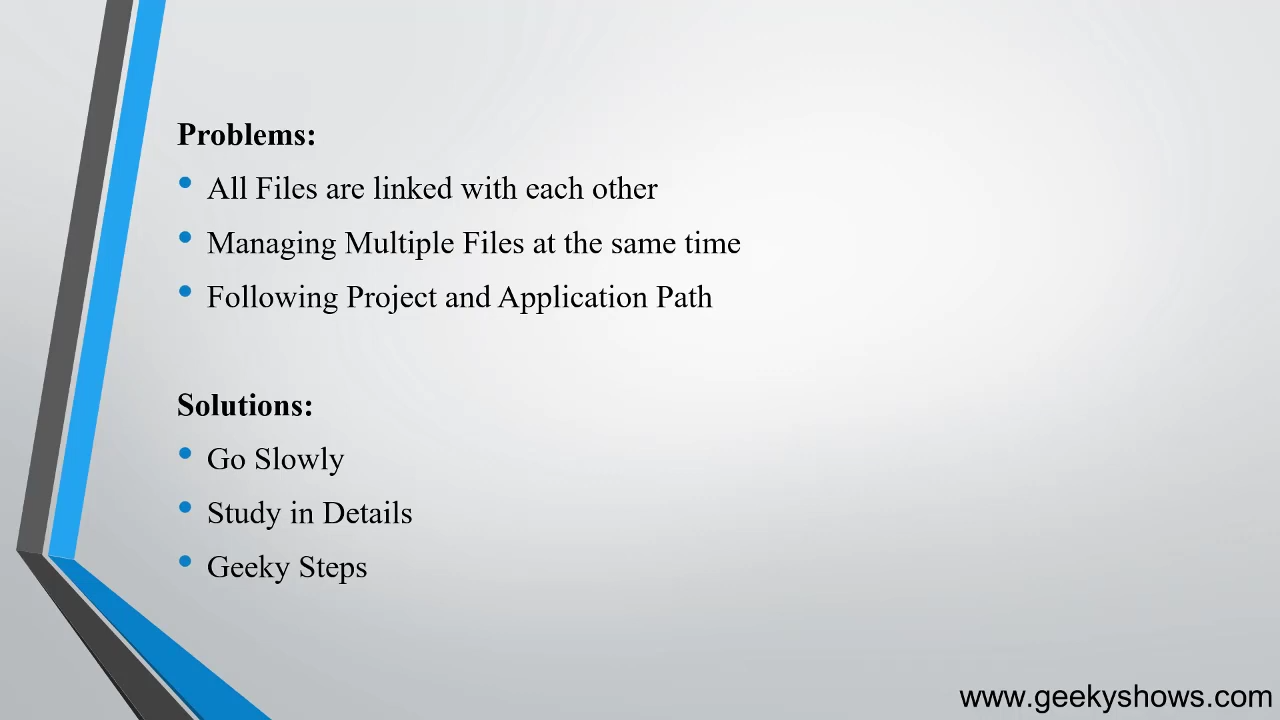 Problems:
All Files are linked with each other
Managing Multiple Files at the same time
Following Project and Application Path
Solutions:
Go Slowly
Study in Details
Geeky Steps
www.geekyshows.com